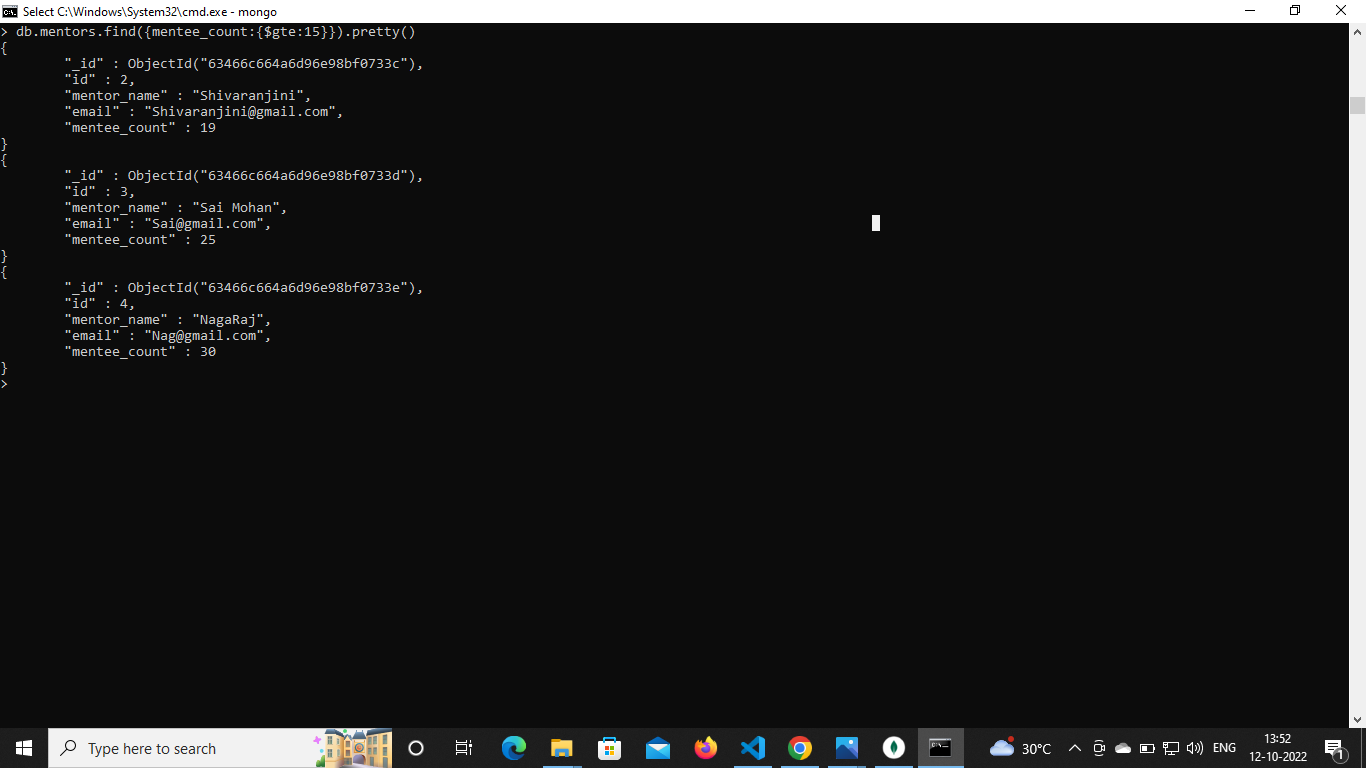 Select C:\Windows\System32\cmd.exe - mongo
> db.mentors.find({mentee_count:{$gte:15}}).pretty()
{
"_id" : ObjectId("63466c664a6d96e98bf0733c"),
"id" : 2,
"mentor_name" : "Shivaranjini",
"email" : "Shivaranjini@gmail.com",
"mentee_count" : 19
}
{
"_id" : ObjectId("63466c664a6d96e98bf0733d"),
"id" : 3,
"mentor_name" : "Sai Mohan",
"email" : "Sai@gmail.com",
"mentee_count" : 25
}
{
"_id" : ObjectId("63466c664a6d96e98bf0733e"),
"id" : 4,
"mentor_name" : "NagaRaj",
"email" : "Nag@gmail.com",
"mentee_count" : 30
}
>
Type here to search
30°C
ENG
13:52
12-10-2022
1